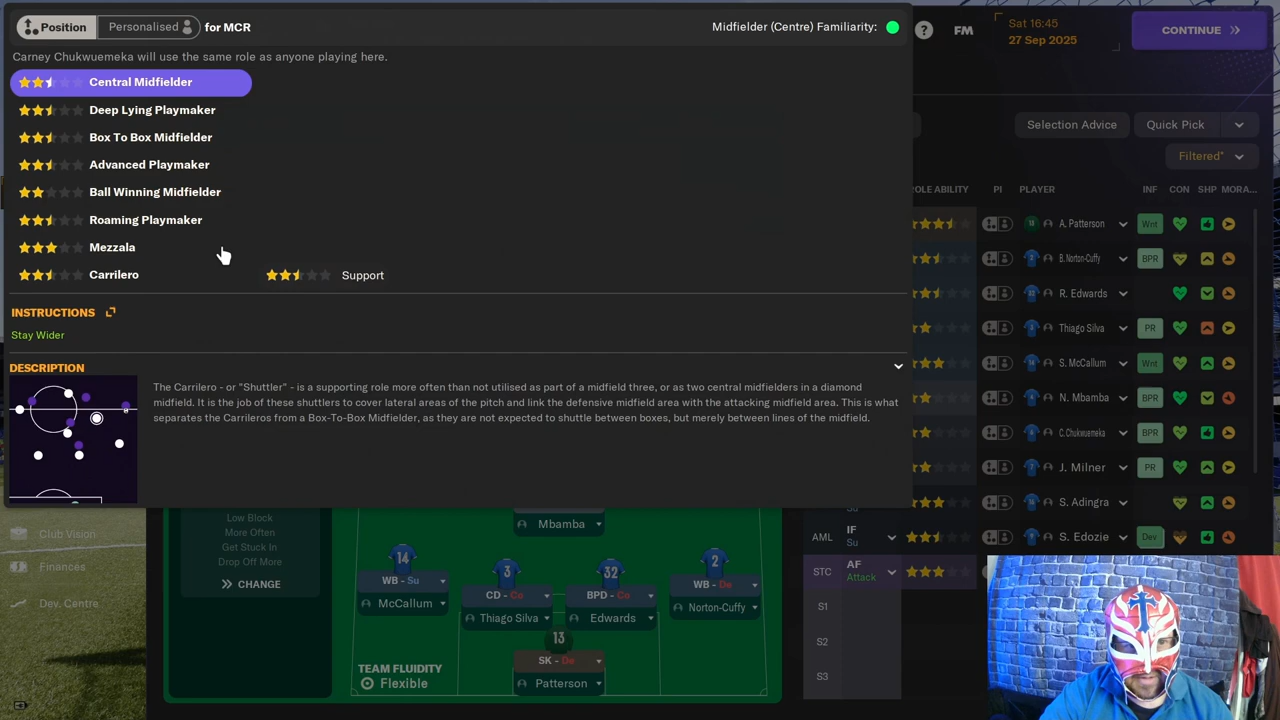 Position
Personalised
for MCR
Midfielder (Centre) Familiarity:
Carney Chukwuemeka will use the same role as anyone playing here.
Central Midfielder
Deep Lying Playmaker
Box To Box Midfielder
Advanced Playmaker
Ball Winning Midfielder
Roaming Playmaker
Mezzala
Carrilero
Support
INSTRUCTIONS
Stay Wider
DESCRIPTION
The Carrilero - or "Shuttler" - is a supporting role more often than not utilised as part of a midfield three, or as two central midfielders in a diamond
midfield. It is the job of these shuttlers to cover lateral areas of the pitch and link the defensive midfield area with the attacking midfield area. This is what
separates the Carrileros from a Box-To-Box Midfielder, as they are not expected to shuttle between boxes, but merely between lines of the midfield.
?
FM
Sat 16:45
27 Sep 2025
CONTINUE
Selection Advice
Quick Pick
Filtered*
OLE ABILITY PI PLAYER INF CON SHP MORA...
A. Patterson Wnt
B. Norton-Cuffy BPR
R. Edwards
Thiago Silva PR
S. McCallum Wnt
N. Mbamba BPR
C. Chukwuemeka BPR
J. Milner PR
S. Adingra
S. Edozie Dev
Su
AML IF
Su
STC AF
Attack
S1
S2
S3
Club Vision
Finances
Dev. Centre
Low Block
More Often
Get Stuck In
Drop Off More
CHANGE
Mbamba
14
WB - Su
McCallum
3
CD - Co
Thiago Silva
32
BPD - Co
Edwards
2
WB - De
Norton-Cuffy
13
SK - De
Patterson
TEAM FLUIDITY
Flexible